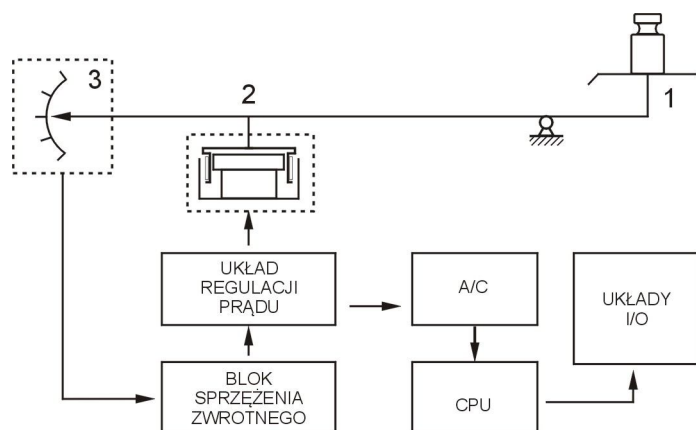 3
2
1
UKŁAD
REGULACJI
PRĄDU
A/C
UKŁADY
I/O
BLOK
SPRZĘŻENIA
ZWROTNEGO
CPU